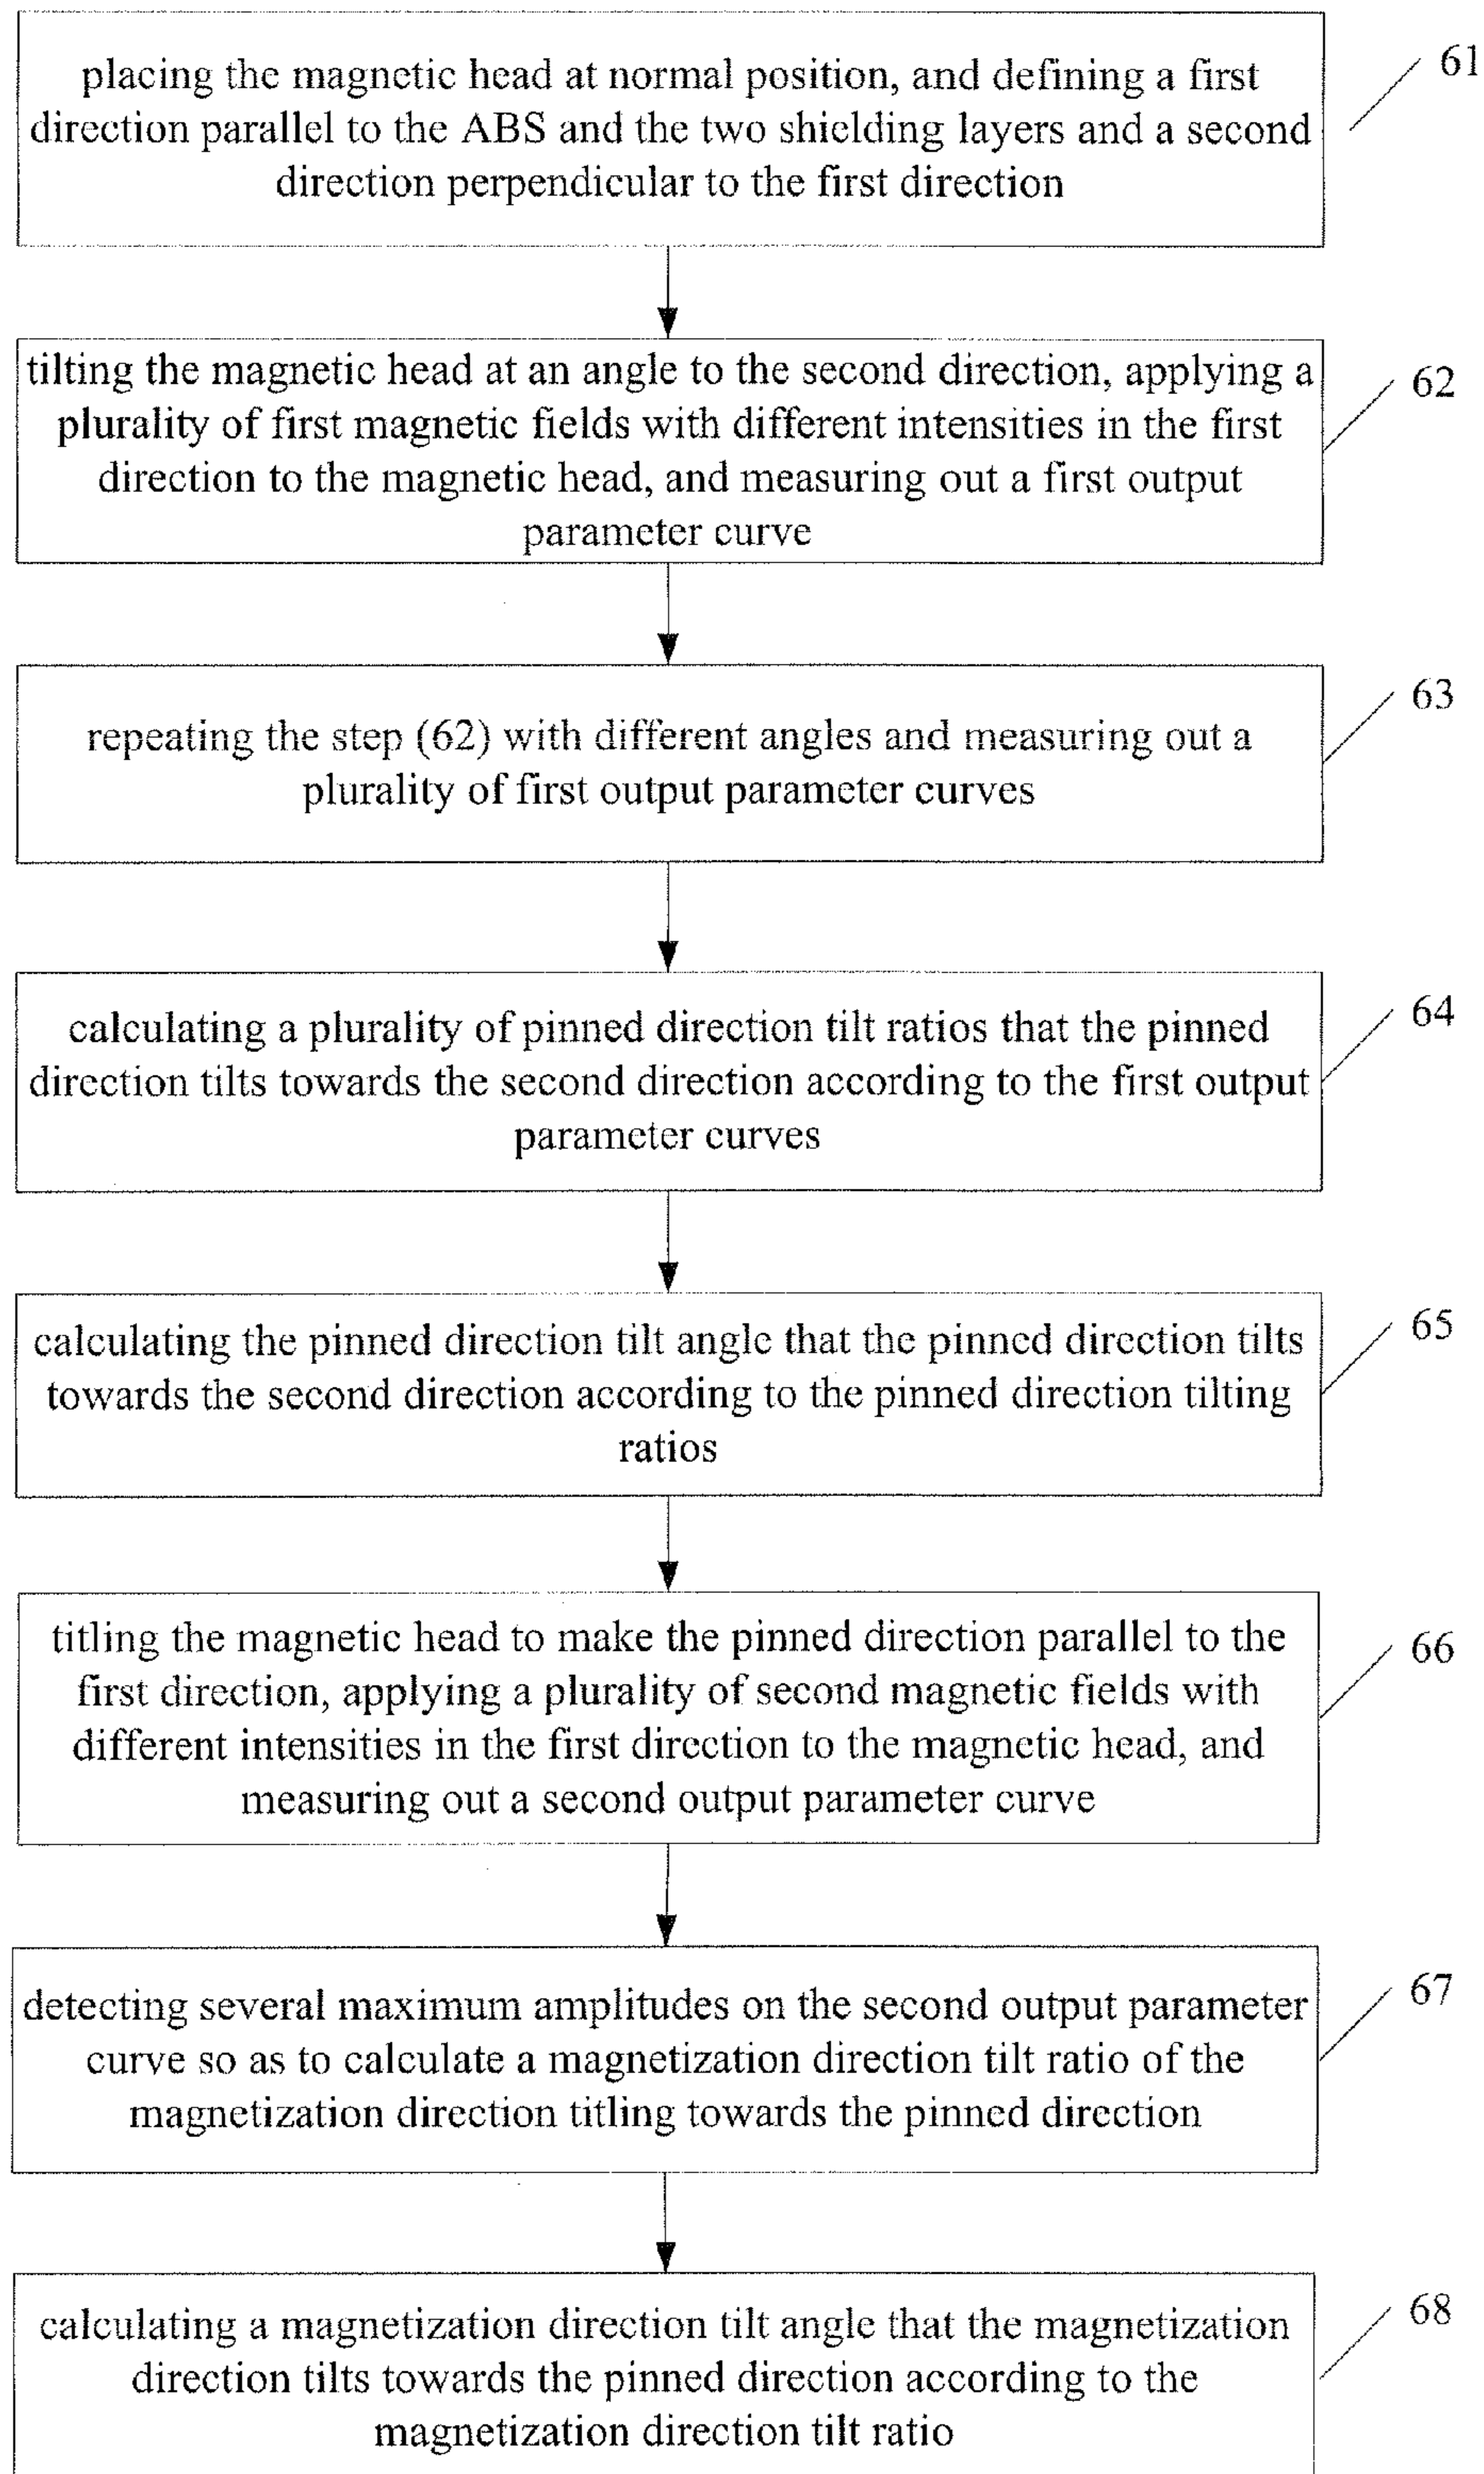 placing the magnetic head at normal position, and defining a first
direction parallel to the ABS and the two shielding layers and a second
direction perpendicular to the first direction
61
tilting the magnetic head at an angle to the second direction, applying a
plurality of first magnetic fields with different intensities in the first
direction to the magnetic head, and measuring out a first output
parameter curve
62
repeating the step (62) with different angles and measuring out a
plurality of first output parameter curves
63
calculating a plurality of pinned direction tilt ratios that the pinned
direction tilts towards the second direction according to the first output
parameter curves
64
calculating the pinned direction tilt angle that the pinned direction tilts
towards the second direction according to the pinned direction tilting
ratios
65
titling the magnetic head to make the pinned direction parallel to the
first direction, applying a plurality of second magnetic fields with
different intensities in the first direction to the magnetic head, and
measuring out a second output parameter curve
66
detecting several maximum amplitudes on the second output parameter
curve so as to calculate a magnetization direction tilt ratio of the
magnetization direction titling towards the pinned direction
67
calculating a magnetization direction tilt angle that the magnetization
direction tilts towards the pinned direction according to the
magnetization direction tilt ratio
68